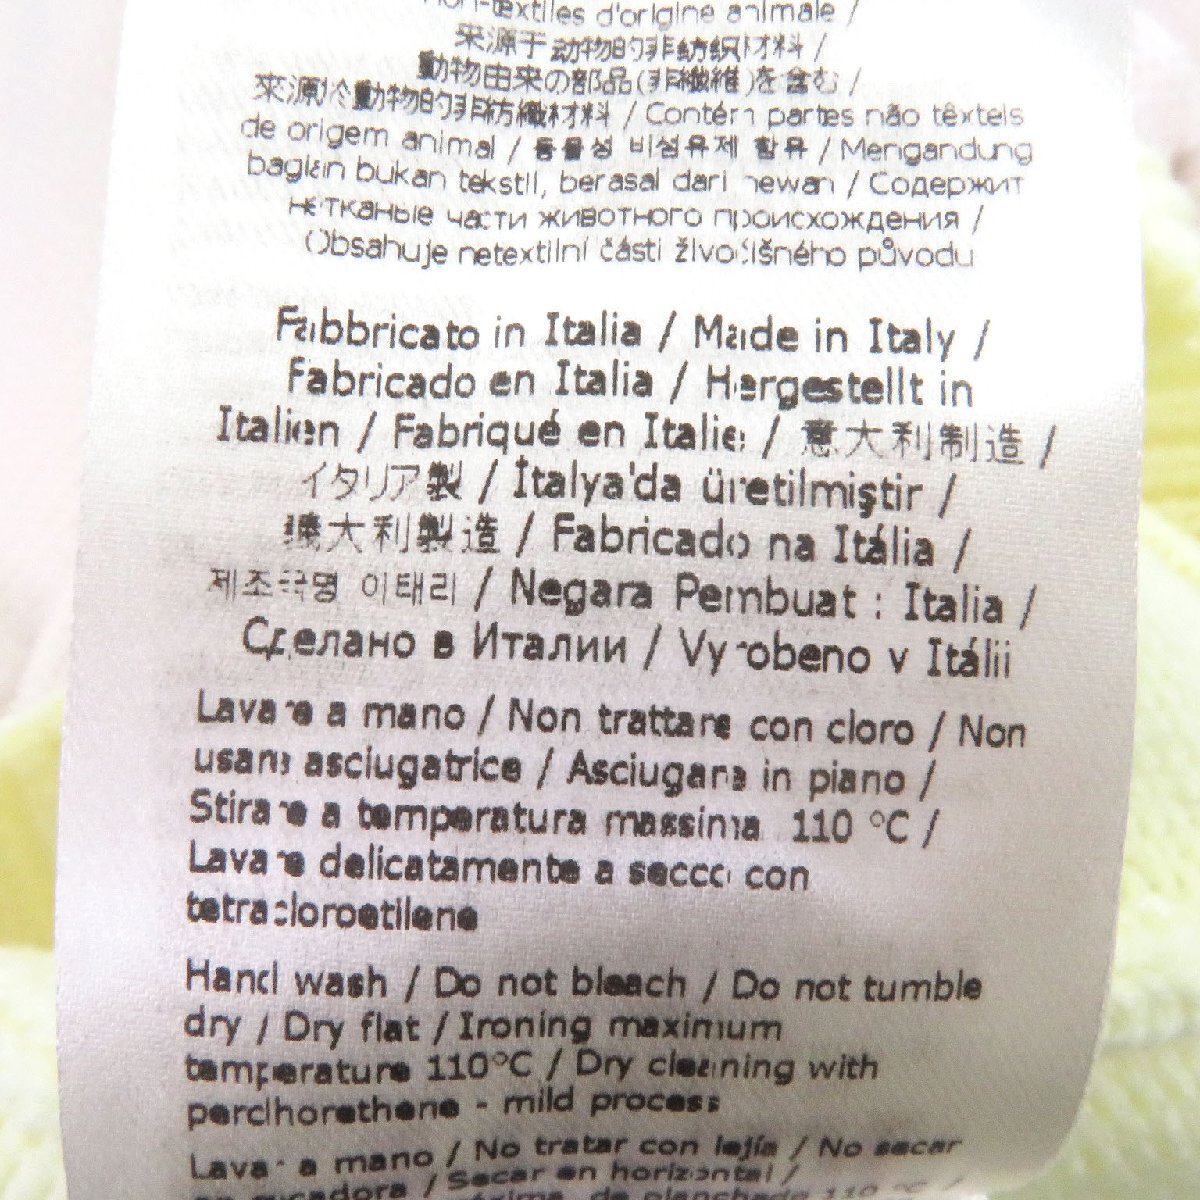 non-textiles d'origine animale /
来源于动物的非纺织材料 /
動物由来の部品(非繊維)を含む /
來源於動物的非紡織材料 / Contém partes não têxteis
de origem animal / 동물성 비섬유제 함유 / Mengandung
bagian bukan tekstil, berasal dari hewan / Содержит
нетканые части животного происхождения /
Obsahuje netextilní části živočišného původu
Fabbricato in Italia / Made in Italy /
Fabricado en Italia / Hergestellt in
Italien / Fabriqué en Italie / 意大利制造 /
イタリア製 / İtalya'da üretilmiştir /
義大利製造 / Fabricado na Itália /
제조국명 이태리 / Negara Pembuat : Italia /
Сделано в Италии / Vyrobeno v Itálii
Lavare a mano / Non trattare con cloro / Non
usare asciugatrice / Asciugare in piano /
Stirare a temperatura massima 110 °C /
Lavare delicatamente a secco con
tetracloroetilene
Hand wash / Do not bleach / Do not tumble
dry / Dry flat / Ironing maximum
temperature 110°C / Dry cleaning with
perclhorethene - mild process
Lavar a mano / No tratar con lejía / No secar
en secadora / Secar en horizontal /
de planchado 110 °C /